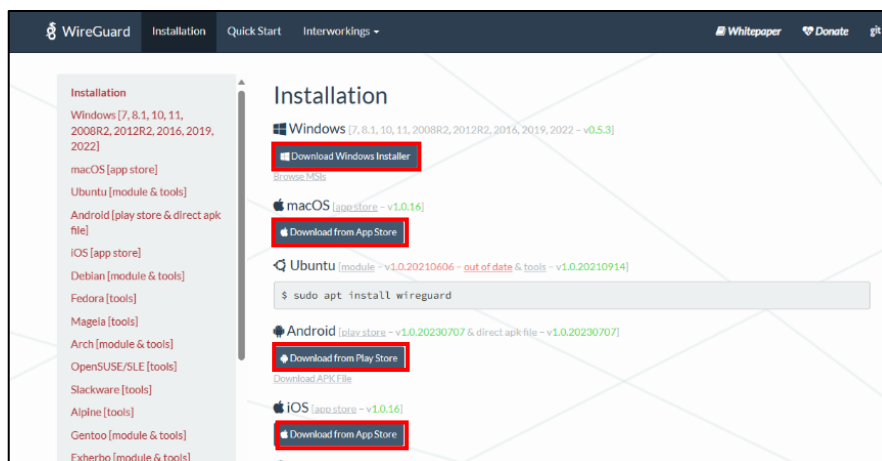 WireGuard Installation Quick Start Interworkings Whitepaper Donate git
Installation
Windows [7, 8.1, 10, 11,
2008R2, 2012R2, 2016, 2019,
2022]
macOS [app store]
Ubuntu [module & tools]
Android [play store & direct apk
file]
iOS [app store]
Debian [module & tools]
Fedora [tools]
Mageia [tools]
Arch [module & tools]
OpenSUSE/SLE [tools]
Slackware [tools]
Alpine [tools]
Gentoo [module & tools]
Exherbo [module & tools]
Installation
Windows [7, 8.1, 10, 11, 2008R2, 2012R2, 2016, 2019, 2022 – v0.5.3]
Download Windows Installer
Browse MSIs
macOS [app store – v1.0.16]
Download from App Store
Ubuntu [module – v1.0.20210606 – out of date & tools – v1.0.20210914]
$ sudo apt install wireguard
Android [play store – v1.0.20230707 & direct apk file – v1.0.20230707]
Download from Play Store
Download APK File
iOS [app store – v1.0.16]
Download from App Store